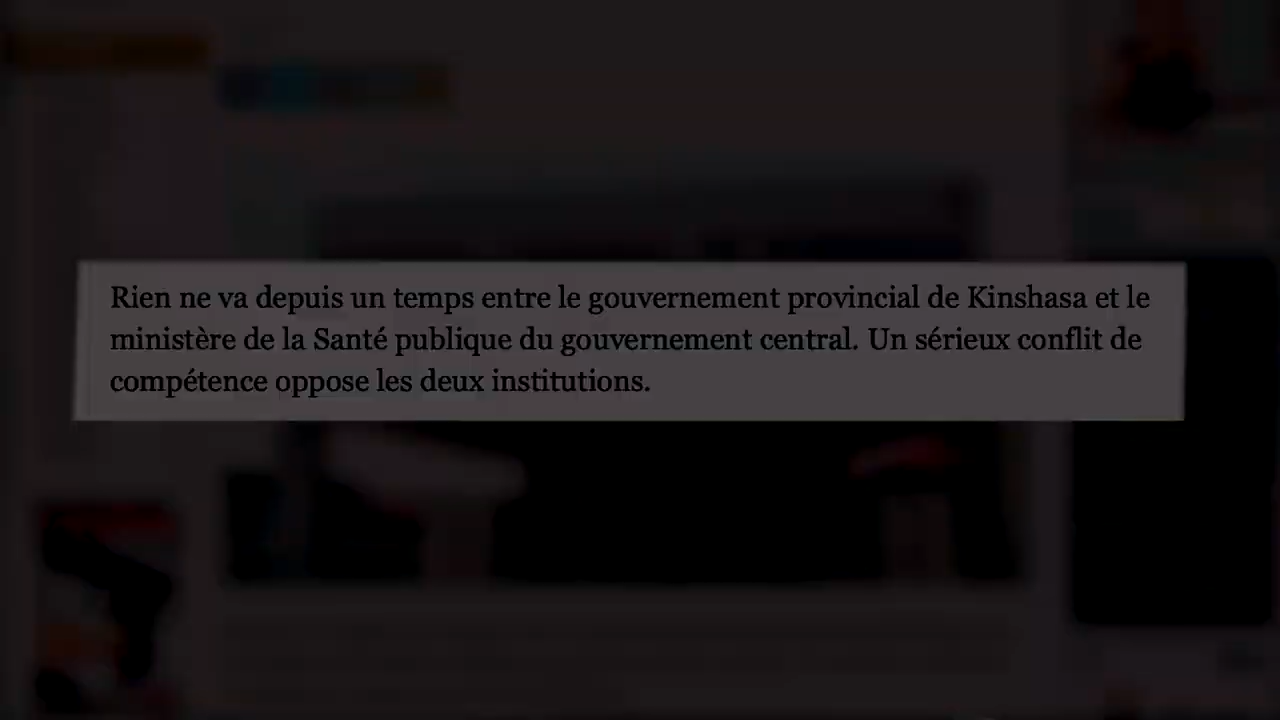 Rien ne va depuis un temps entre le gouvernement provincial de Kinshasa et le
ministère de la Santé publique du gouvernement central. Un sérieux conflit de
compétence oppose les deux institutions.